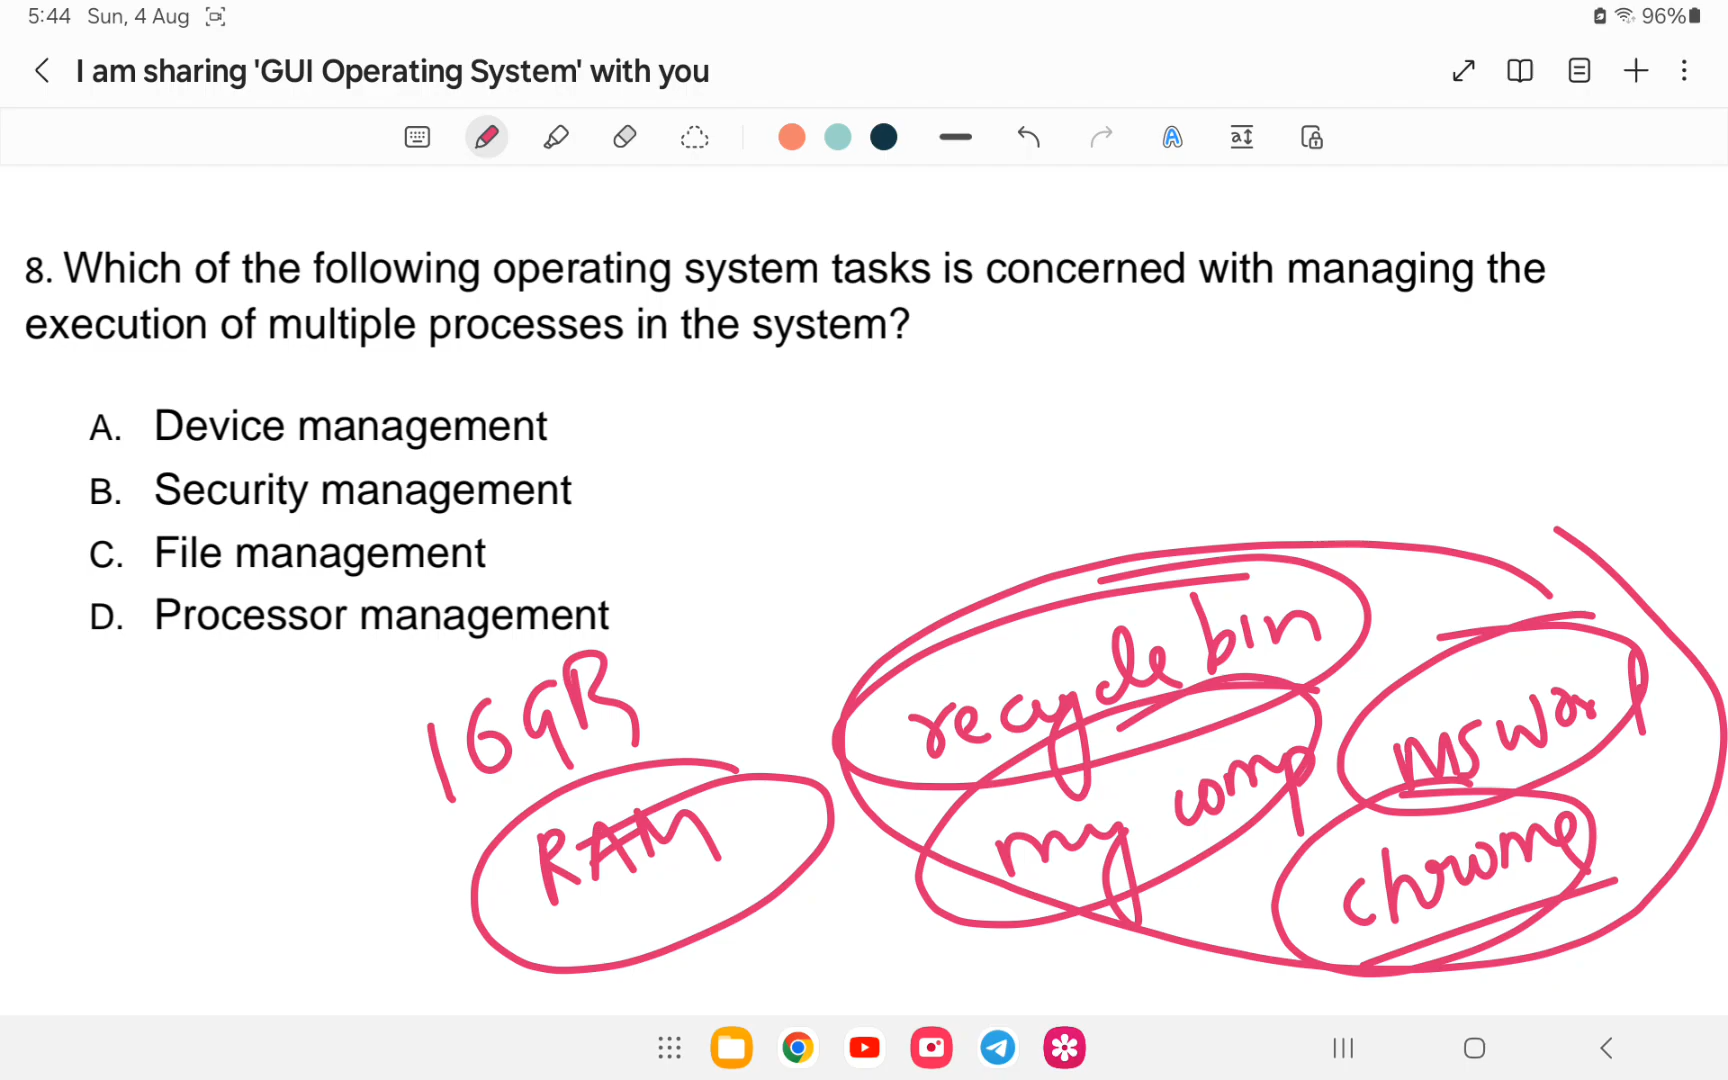 5:44 Sun, 4 Aug 96%
I am sharing 'GUI Operating System' with you
8. Which of the following operating system tasks is concerned with managing the
execution of multiple processes in the system?
A. Device management
B. Security management
C. File management
D. Processor management
16GB
RAM
recycle bin
my comp
MS
chrome